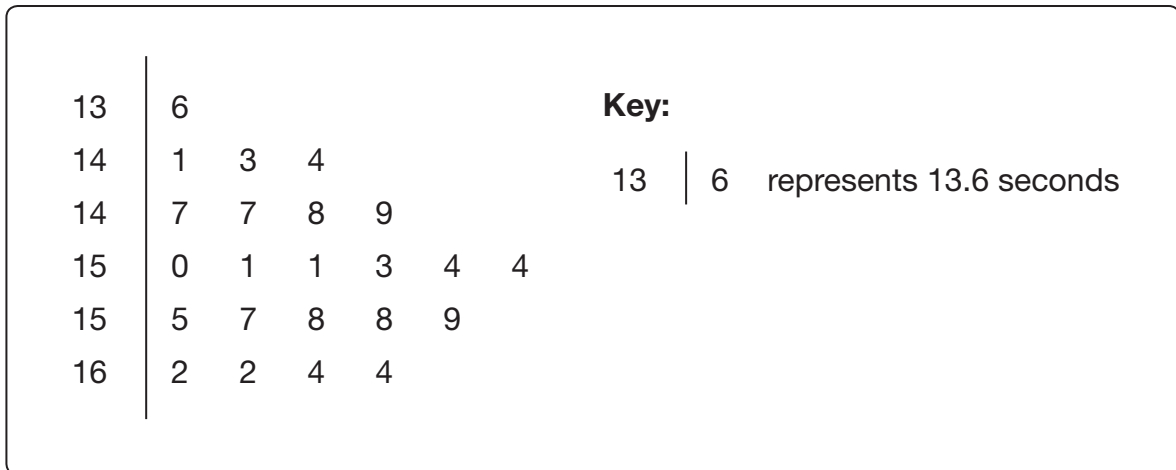 13 | 6
14 | 1 3 4
14 | 7 7 8 9
15 | 0 1 1 3 4 4
15 | 5 7 8 8 9
16 | 2 2 4 4
Key:
13 | 6 represents 13.6 seconds